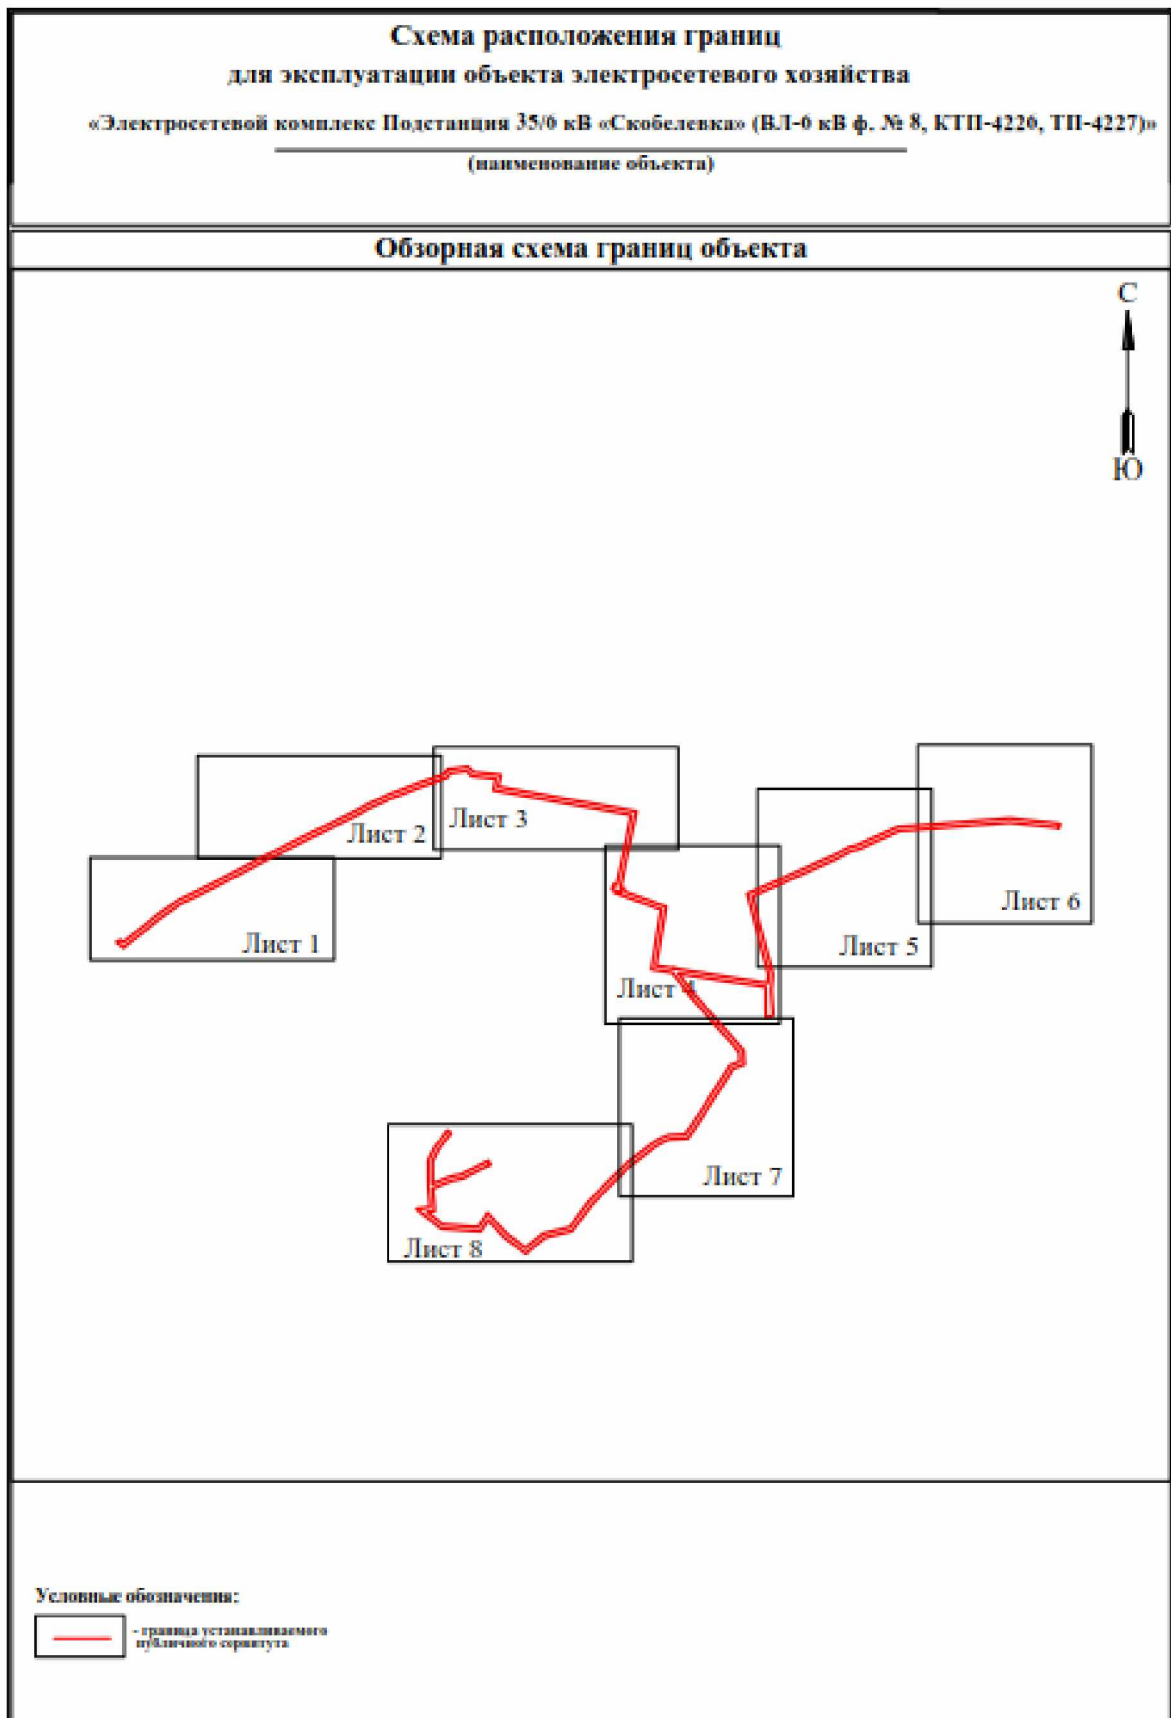 Схема расположения границ
для эксплуатации объекта электросетевого хозяйства
«Электросетевой комплекс Подстанция 35/6 кВ «Скобелевка» (ВЛ-6 кВ ф. № 8, КТП-4226, ТП-4227)»
(наименование объекта)
Обзорная схема границ объекта
С
Ю
Лист 2
Лист 3
Лист 1
Лист 6
Лист 5
Лист 4
Лист 7
Лист 8
Условные обозначения:
- граница устанавливаемого
публичного сервитута